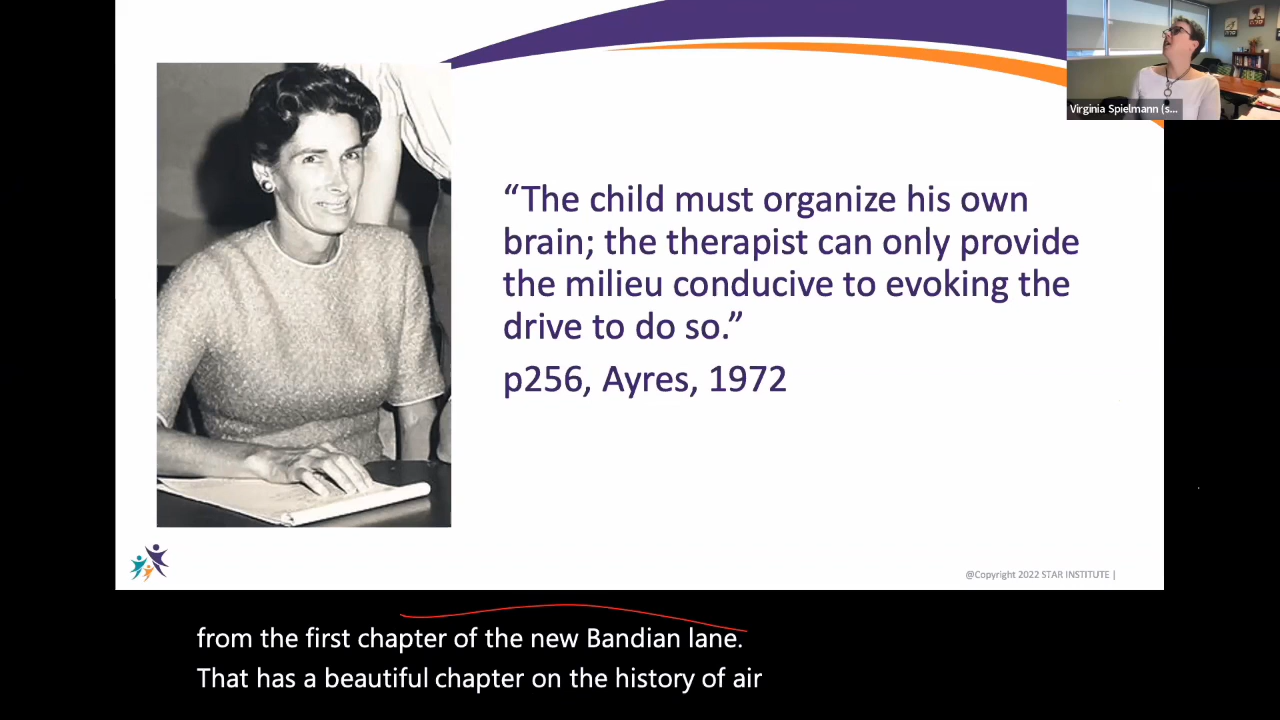 Virginia Spielmann (s...
“The child must organize his own
brain; the therapist can only provide
the milieu conducive to evoking the
drive to do so.”
p256, Ayres, 1972
@Copyright 2022 STAR INSTITUTE |
from the first chapter of the new Bandian lane.
That has a beautiful chapter on the history of air